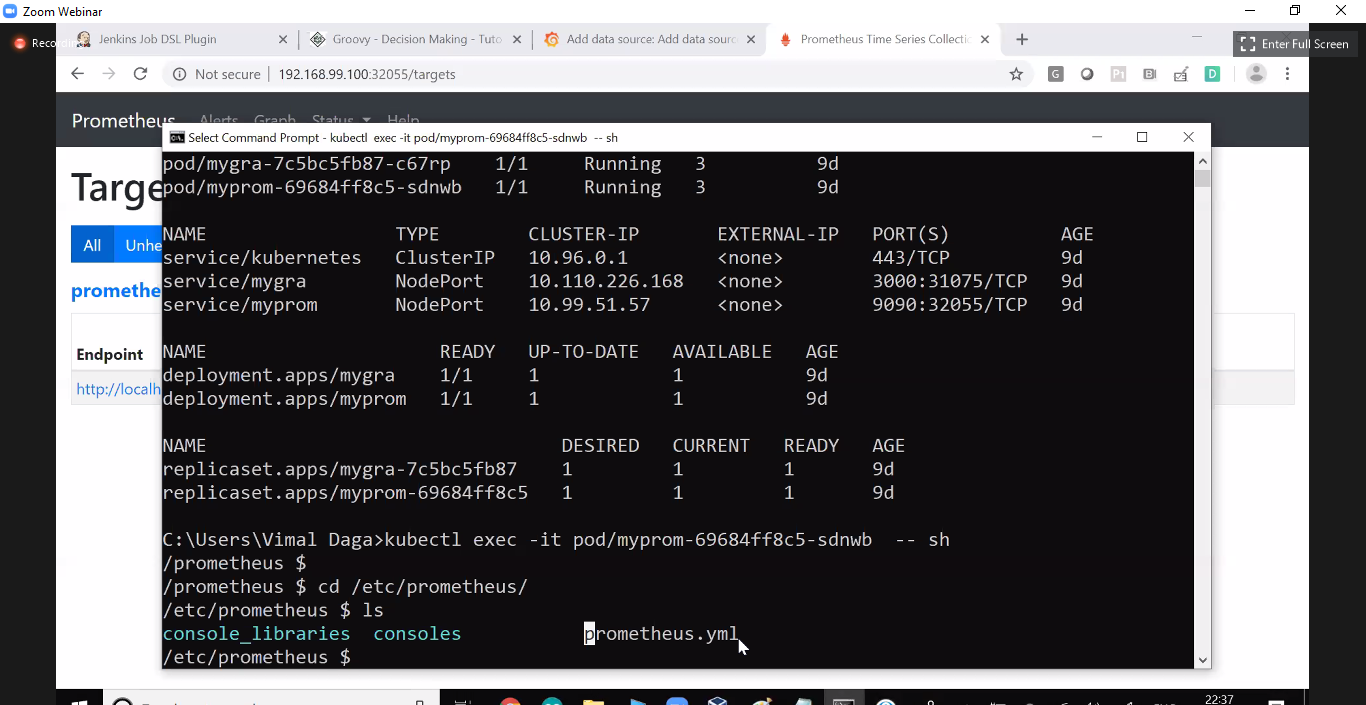 Zoom Webinar
Recording
Jenkins Job DSL Plugin
Groovy - Decision Making - Tuto
Add data source: Add data sour
Prometheus Time Series Collectio
Enter Full Screen
Not secure | 192.168.99.100:32055/targets
Prometheus Alerts Graph Status Help
Select Command Prompt - kubectl exec -it pod/myprom-69684ff8c5-sdnwb -- sh
Targe
All Unhe
promethe
Endpoint
http://localh
pod/mygra-7c5bc5fb87-c67rp 1/1 Running 3 9d
pod/myprom-69684ff8c5-sdnwb 1/1 Running 3 9d
NAME TYPE CLUSTER-IP EXTERNAL-IP PORT(S) AGE
service/kubernetes ClusterIP 10.96.0.1 <none> 443/TCP 9d
service/mygra NodePort 10.110.226.168 <none> 3000:31075/TCP 9d
service/myprom NodePort 10.99.51.57 <none> 9090:32055/TCP 9d
NAME READY UP-TO-DATE AVAILABLE AGE
deployment.apps/mygra 1/1 1 1 9d
deployment.apps/myprom 1/1 1 1 9d
NAME DESIRED CURRENT READY AGE
replicaset.apps/mygra-7c5bc5fb87 1 1 1 9d
replicaset.apps/myprom-69684ff8c5 1 1 1 9d
C:\Users\Vimal Daga>kubectl exec -it pod/myprom-69684ff8c5-sdnwb -- sh
/prometheus $
/prometheus $ cd /etc/prometheus/
/etc/prometheus $ ls
console_libraries consoles prometheus.yml
/etc/prometheus $
22:37